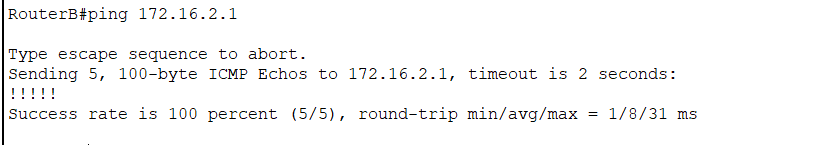 RouterB#ping 172.16.2.1
Type escape sequence to abort.
Sending 5, 100-byte ICMP Echos to 172.16.2.1, timeout is 2 seconds:
!!!!!
Success rate is 100 percent (5/5), round-trip min/avg/max = 1/8/31 ms